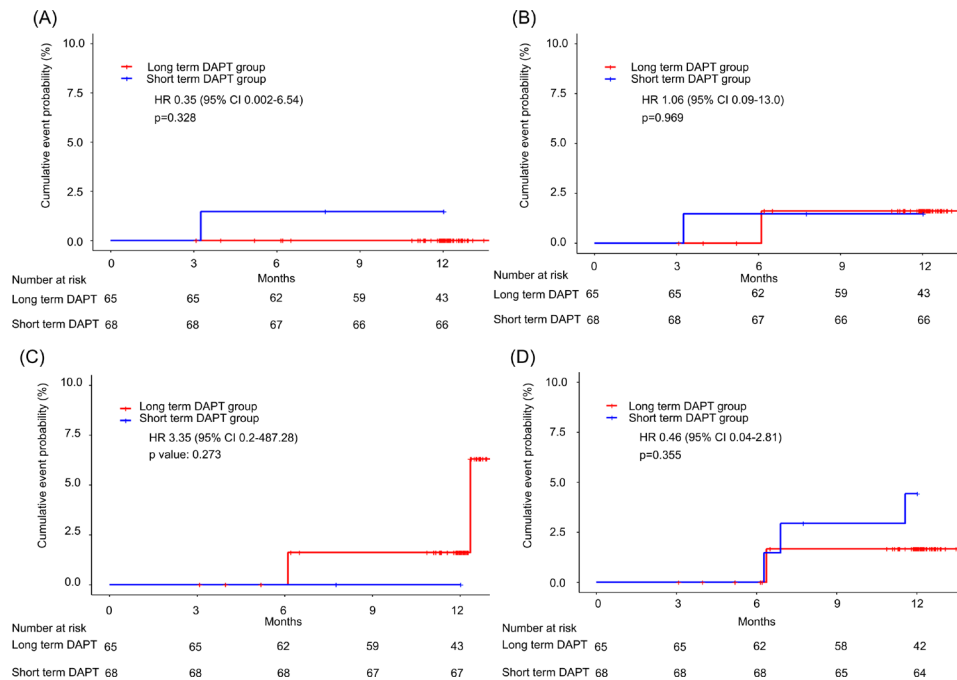 (A)
Cumulative event probability (%)
10.0
7.5
5.0
2.5
0.0
Long term DAPT group
Short term DAPT group
HR 0.35 (95% CI 0.002-6.54)
p=0.328
0 3 6 9 12
Months
Number at risk
Long term DAPT 65 65 62 59 43
Short term DAPT 68 68 67 66 66
(B)
Cumulative event probability (%)
10.0
7.5
5.0
2.5
0.0
Long term DAPT group
Short term DAPT group
HR 1.06 (95% CI 0.09-13.0)
p=0.969
0 3 6 9 12
Months
Number at risk
Long term DAPT 65 65 62 59 43
Short term DAPT 68 68 67 66 66
(C)
Cumulative event probability (%)
10.0
7.5
5.0
2.5
0.0
Long term DAPT group
Short term DAPT group
HR 3.35 (95% CI 0.2-487.28)
p value: 0.273
0 3 6 9 12
Months
Number at risk
Long term DAPT 65 65 62 59 43
Short term DAPT 68 68 68 67 67
(D)
Cumulative event probability (%)
10.0
7.5
5.0
2.5
0.0
Long term DAPT group
Short term DAPT group
HR 0.46 (95% CI 0.04-2.81)
p=0.355
0 3 6 9 12
Months
Number at risk
Long term DAPT 65 65 62 58 42
Short term DAPT 68 68 68 65 64